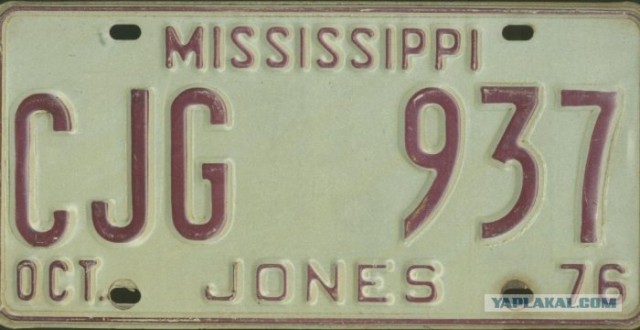 MISSISSIPPI
CJG 937
OCT. JONES 76
YAPLAKAL.COM